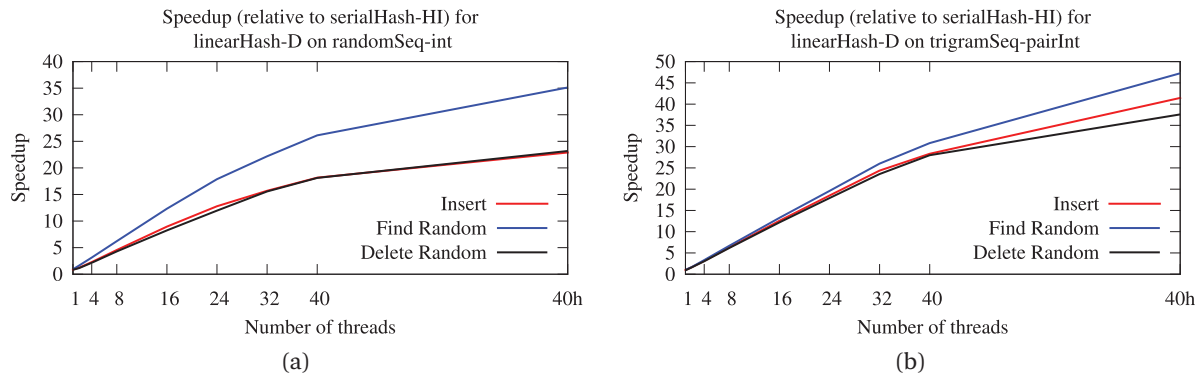 Speedup (relative to serialHash-HI) for
linearHash-D on randomSeq-int
40
35
30
25
20
15
10
5
0
Speedup
Insert
Find Random
Delete Random
1 4 8 16 24 32 40 40h
Number of threads
(a)
Speedup (relative to serialHash-HI) for
linearHash-D on trigramSeq-pairInt
50
45
40
35
30
25
20
15
10
5
0
Speedup
Insert
Find Random
Delete Random
1 4 8 16 24 32 40 40h
Number of threads
(b)